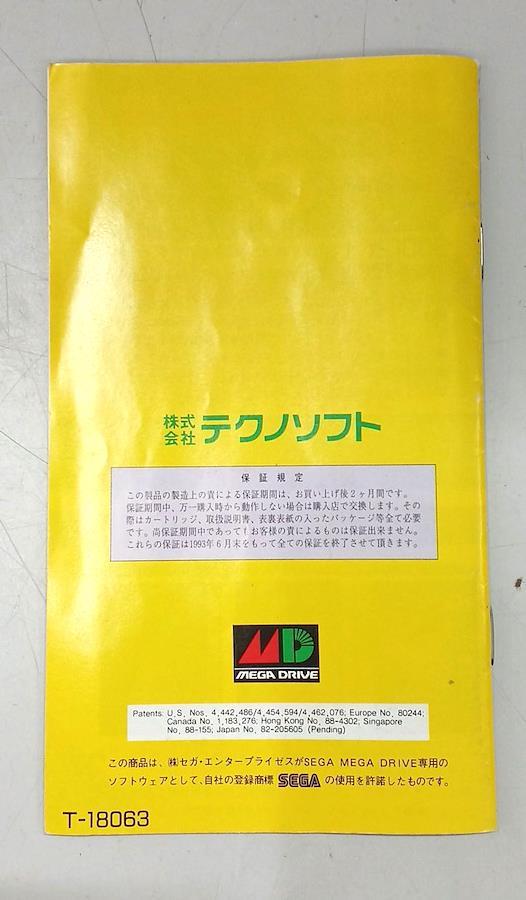 株式会社 テクノソフト
保証規定
この製品の製造上の責による保証期間は、お買い上げ後2ヶ月間です。
保証期間中、万一購入時から動作しない場合は購入店で交換します。その
際はカートリッジ、取扱説明書、表裏表紙の入ったパッケージ等全て必要
です。尚保証期間中であってもお客様の責によるものは保証出来ません。
これらの保証は1993年6月末をもって全ての保証を終了させて頂きます。
MD
MEGA DRIVE
Patents: U.S. Nos. 4,442,486/4,454,594/4,462,076; Europe No. 80244;
Canada No. 1,183,276; Hong Kong No. 88-4302; Singapore
No. 88-155; Japan No. 82-205605 (Pending)
この商品は、㈱セガ・エンタープライゼスがSEGA MEGA DRIVE専用の
ソフトウェアとして、自社の登録商標 SEGA の使用を許諾したものです。
T-18063